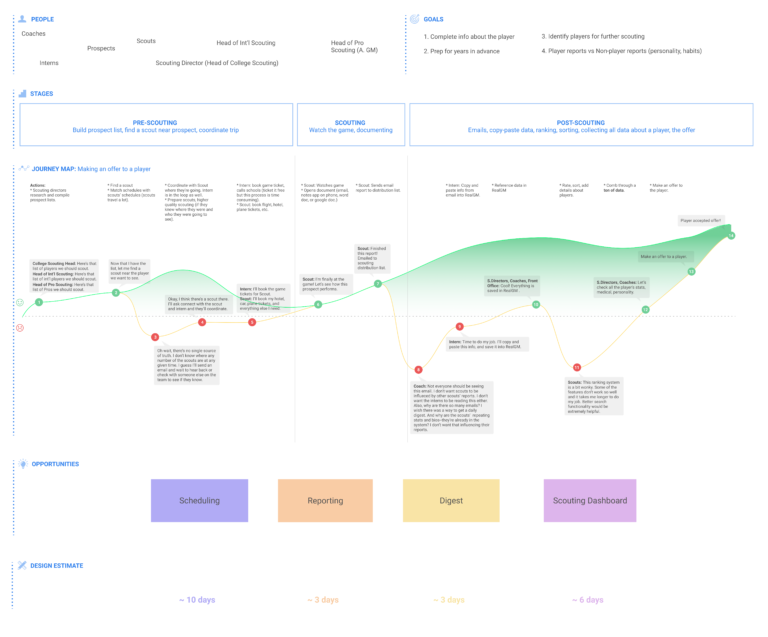 PEOPLE
Coaches
Prospects
Scouts
Head of Int'l Scouting
Head of Pro
Scouting (A. GM)
Interns
Scouting Director (Head of College Scouting)
GOALS
1. Complete info about the player
2. Prep for years in advance
3. Identify players for further scouting
4. Player reports vs Non-player reports (personality, habits)
STAGES
PRE-SCOUTING
Build prospect list, find a scout near prospect, coordinate trip
SCOUTING
Watch the game, documenting
POST-SCOUTING
Emails, copy-paste data, ranking, sorting, collecting all data about a player, the offer
JOURNEY MAP: Making an offer to a player
Actions:
* Scouting directors
research and compile
prospect lists.
* Find a scout
* Match schedules with
scouts' schedules (scouts
travel a lot).
* Coordinate with Scout
where they're going. Intern
is in the loop as well.
* Prepare scouts, higher
quality scouting (if they
knew where they were and
who they were going to
see)
* Intern: book game ticket,
calls schools (ticket it free
but this process is time
consuming).
* Scout: book flight, hotel,
plane tickets, etc.
* Scout: Watches game
* Opens document (email,
notes app on phone, word
doc, or google doc.)
* Scout: Sends email
report to distribution list.
* Intern: Copy and
paste info from
email into RealGM.
* Reference data in
RealGM.
* Rate, sort, add
details about
players.
* Comb through a
ton of data.
* Make an offer to
the player.
Player accepted offer!
Make an offer to a player.
College Scouting Head: Here's that
list of players we should scout.
Head of Int'l Scouting: Here's that
list of int'l players we should scout.
Head of Pro Scouting: Here's that
list of Pros we should scout.
Now that I have the
list, let me find a
scout near the player
we want to see.
Okay, I think there's a scout there.
I'll ask connect with the scout
and intern and they'll coordinate.
Intern: I'll book the game
tickets for Scout.
Scout: I'll book my hotel,
car, plane tickets, and
everything else I need.
Scout: I'm finally at the
game! Let's see how this
prospect performs.
Scout: Finished
this report!
Emailed to
scouting
distribution list.
S.Directors, Coaches, Front
Office: Cool! Everything is
saved in RealGM.
S.Directors, Coaches: Let's
check all the player's stats,
medical, personality.
Oh wait, there's no single source
of truth, I don't know where any
number of the scouts are at any
given time. I guess I'll send an
email and wait to hear back or
check with someone else on the
team to see if they know.
Intern: Time to do my job, I'll copy and
paste this info, and save it into RealGM.
Coach: Not everyone should be seeing
this email. I don't want scouts to be
influenced by other scouts' reports. I don't
want the interns to be reading this either.
Also, why are there so many emails? I
wish there was a way to get a daily
digest. And why are the scouts' repeating
stats and bios–they're already in the
system!? I don't want that influencing their
reports.
Scouts: This ranking system
is a bit wonky. Some of the
features don't work so well
and it takes me longer to do
my job. Better search
functionality would be
extremely helpful.
1
2
3
4
5
6
7
8
9
10
11
12
13
14
OPPORTUNITIES
Scheduling
Reporting
Digest
Scouting Dashboard
DESIGN ESTIMATE
~ 10 days
~ 3 days
~ 3 days
~ 6 days